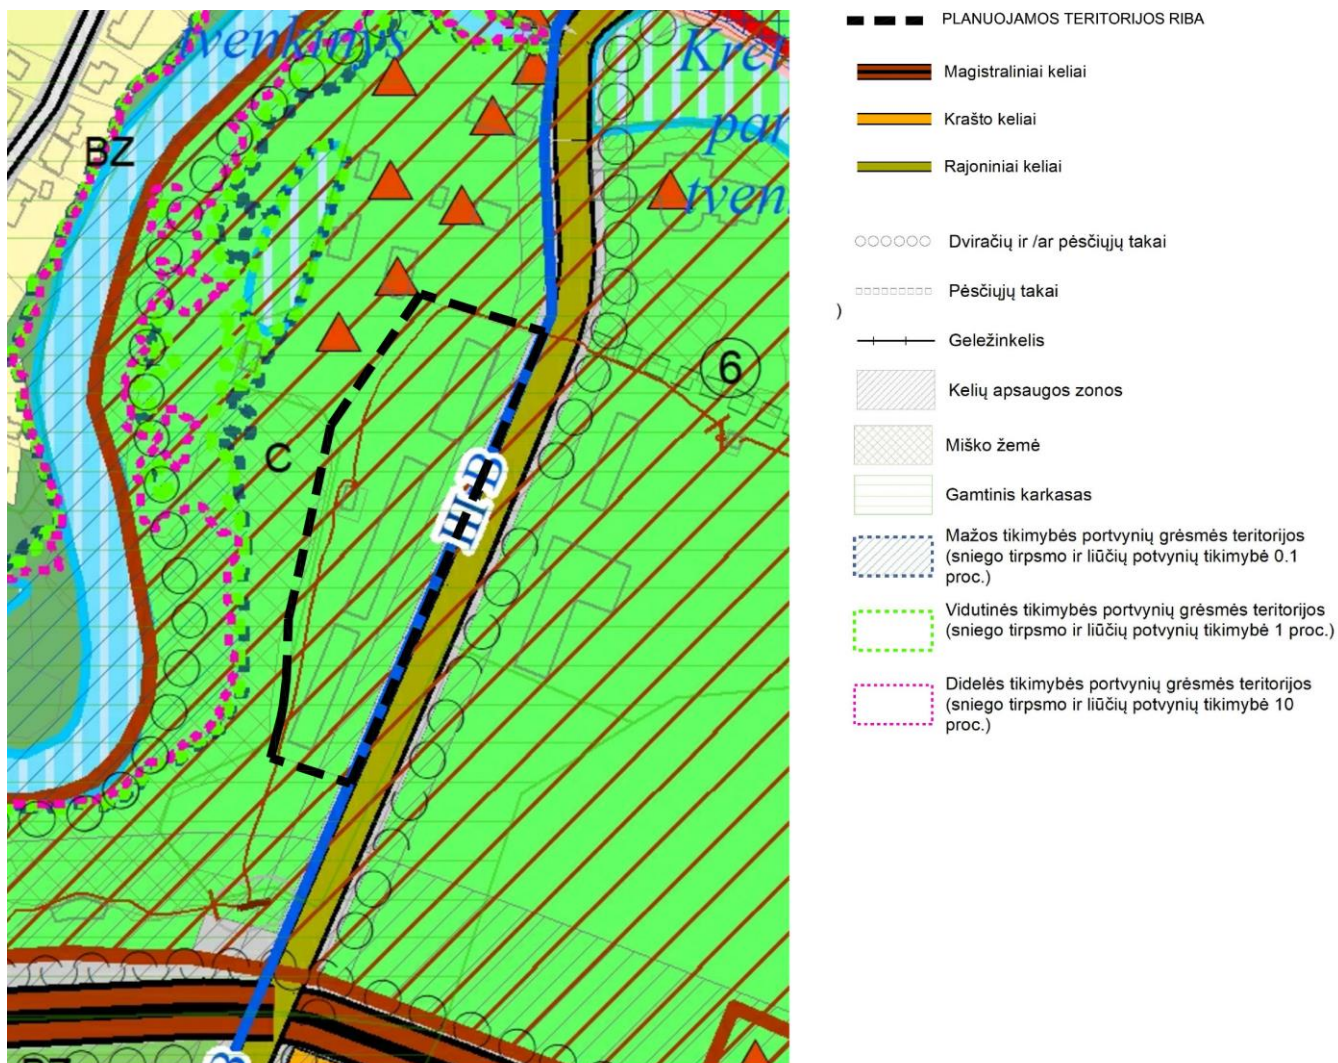 tvenkinys
Kret
par
tven
BZ
6
C
III-B
B
BZ
PLANUOJAMOS TERITORIJOS RIBA
Magistraliniai keliai
Krašto keliai
Rajoniniai keliai
Dviračių ir /ar pėsčiųjų takai
Pėsčiųjų takai
)
Geležinkelis
Kelių apsaugos zonos
Miško žemė
Gamtinis karkasas
Mažos tikimybės portvynių grėsmės teritorijos
(sniego tirpsmo ir liūčių potvynių tikimybė 0.1
proc.)
Vidutinės tikimybės portvynių grėsmės teritorijos
(sniego tirpsmo ir liūčių potvynių tikimybė 1 proc.)
Didelės tikimybės portvynių grėsmės teritorijos
(sniego tirpsmo ir liūčių potvynių tikimybė 10
proc.)